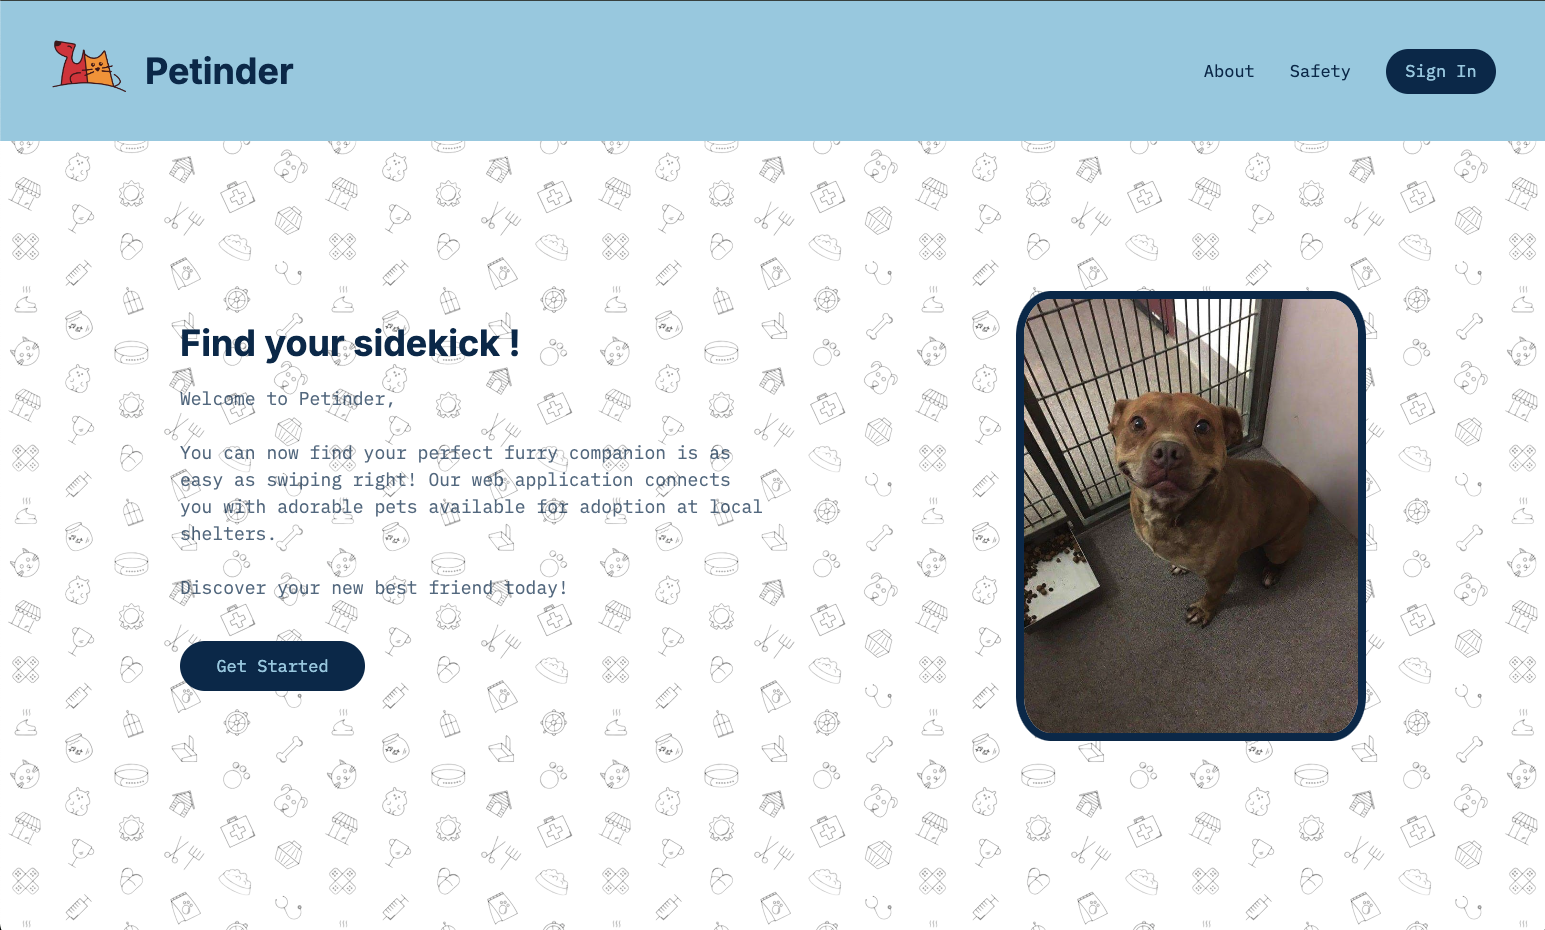 Petinder
About
Safety
Sign In
Find your sidekick !
Welcome to Petinder,
You can now find your perfect furry companion is as
easy as swiping right! Our web application connects
you with adorable pets available for adoption at local
shelters.
Discover your new best friend today!
Get Started